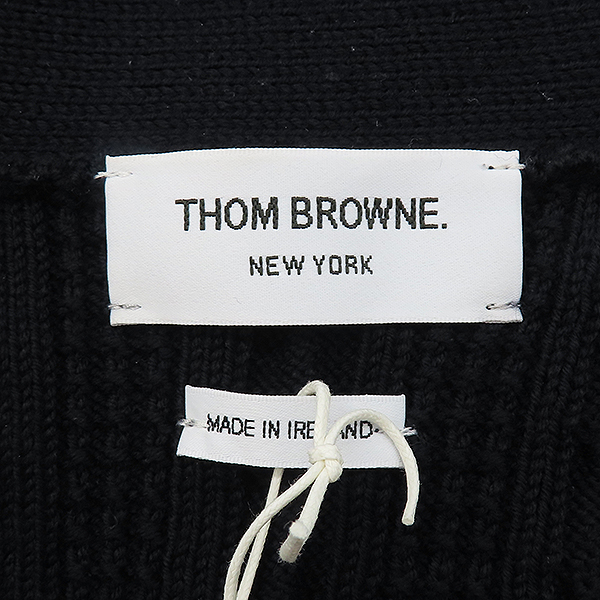 THOM BROWNE.
NEW YORK
MADE IN IRELAND